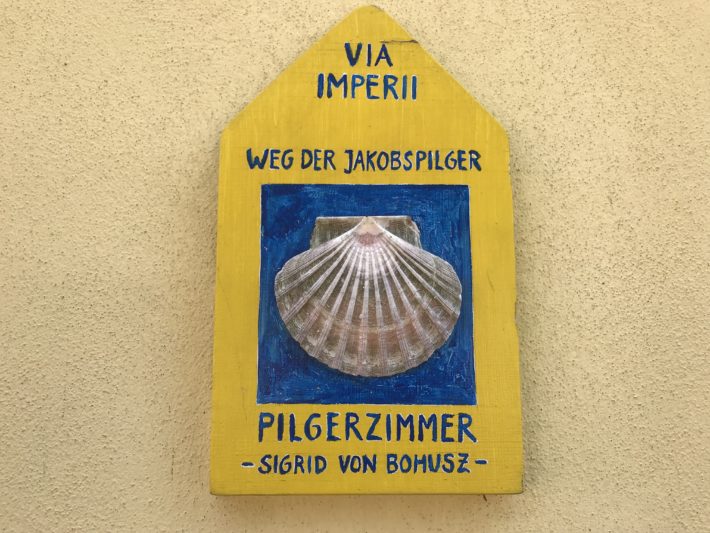 VIA
IMPERII
WEG DER JAKOBSPILGER
PILGERZIMMER
- SIGRID VON BOHUSZ -